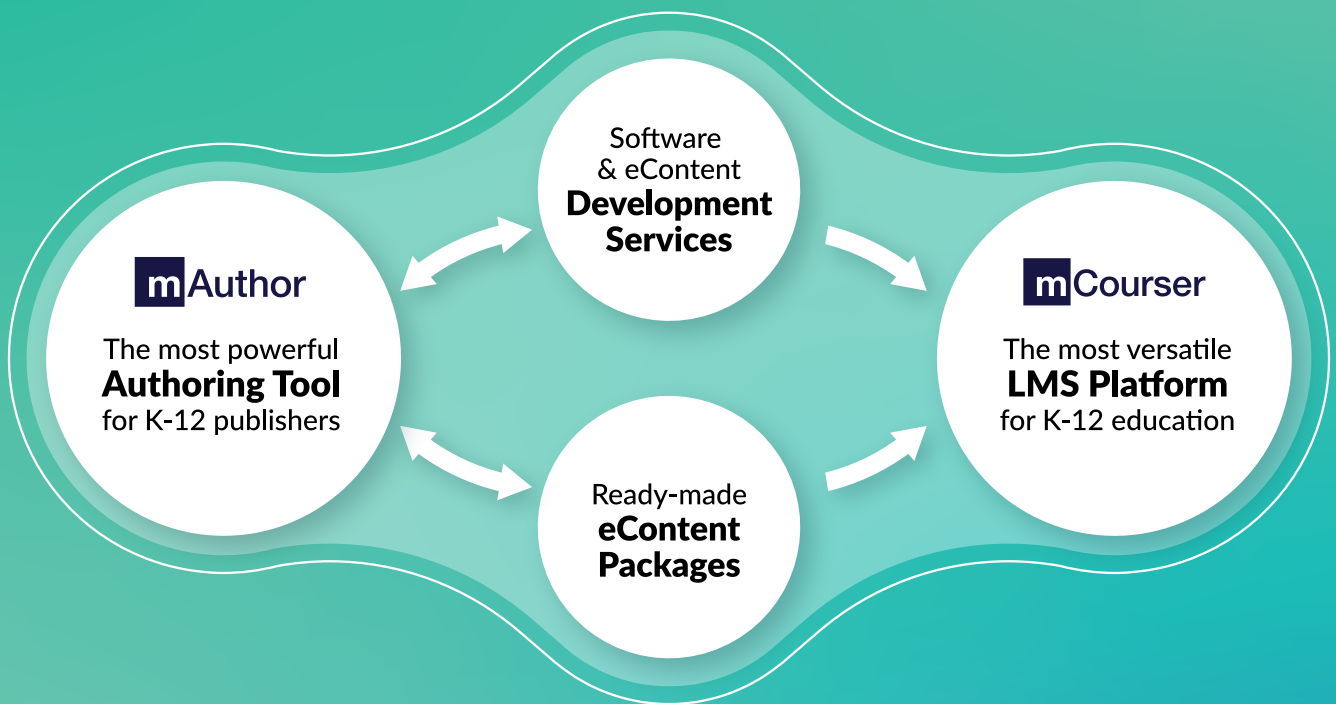 mAuthor
The most powerful
Authoring Tool
for K-12 publishers
Software
& eContent
Development
Services
Ready-made
eContent
Packages
mCourser
The most versatile
LMS Platform
for K-12 education